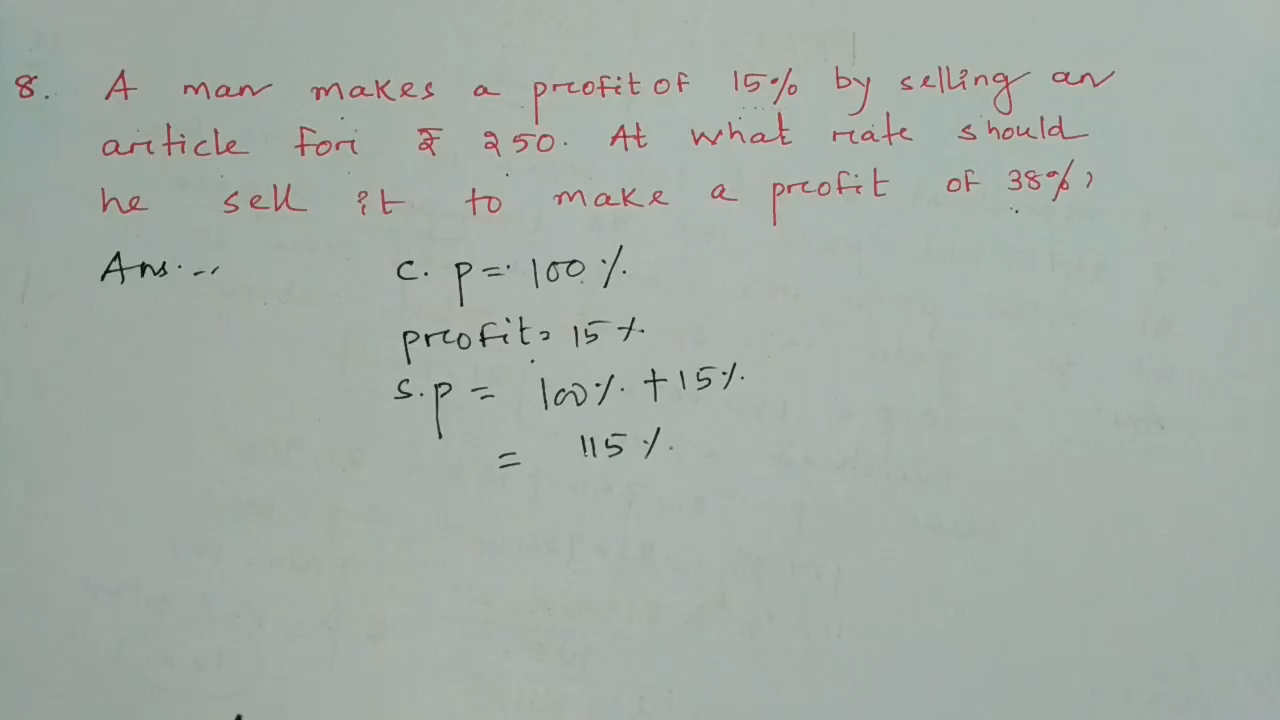 8. A man makes a profit of 15% by selling an
article for ₹ 250. At what rate should
he sell it to make a profit of 38%?
Ans... C.P = 100%
profit = 15%
S.P = 100% + 15%
= 115%.